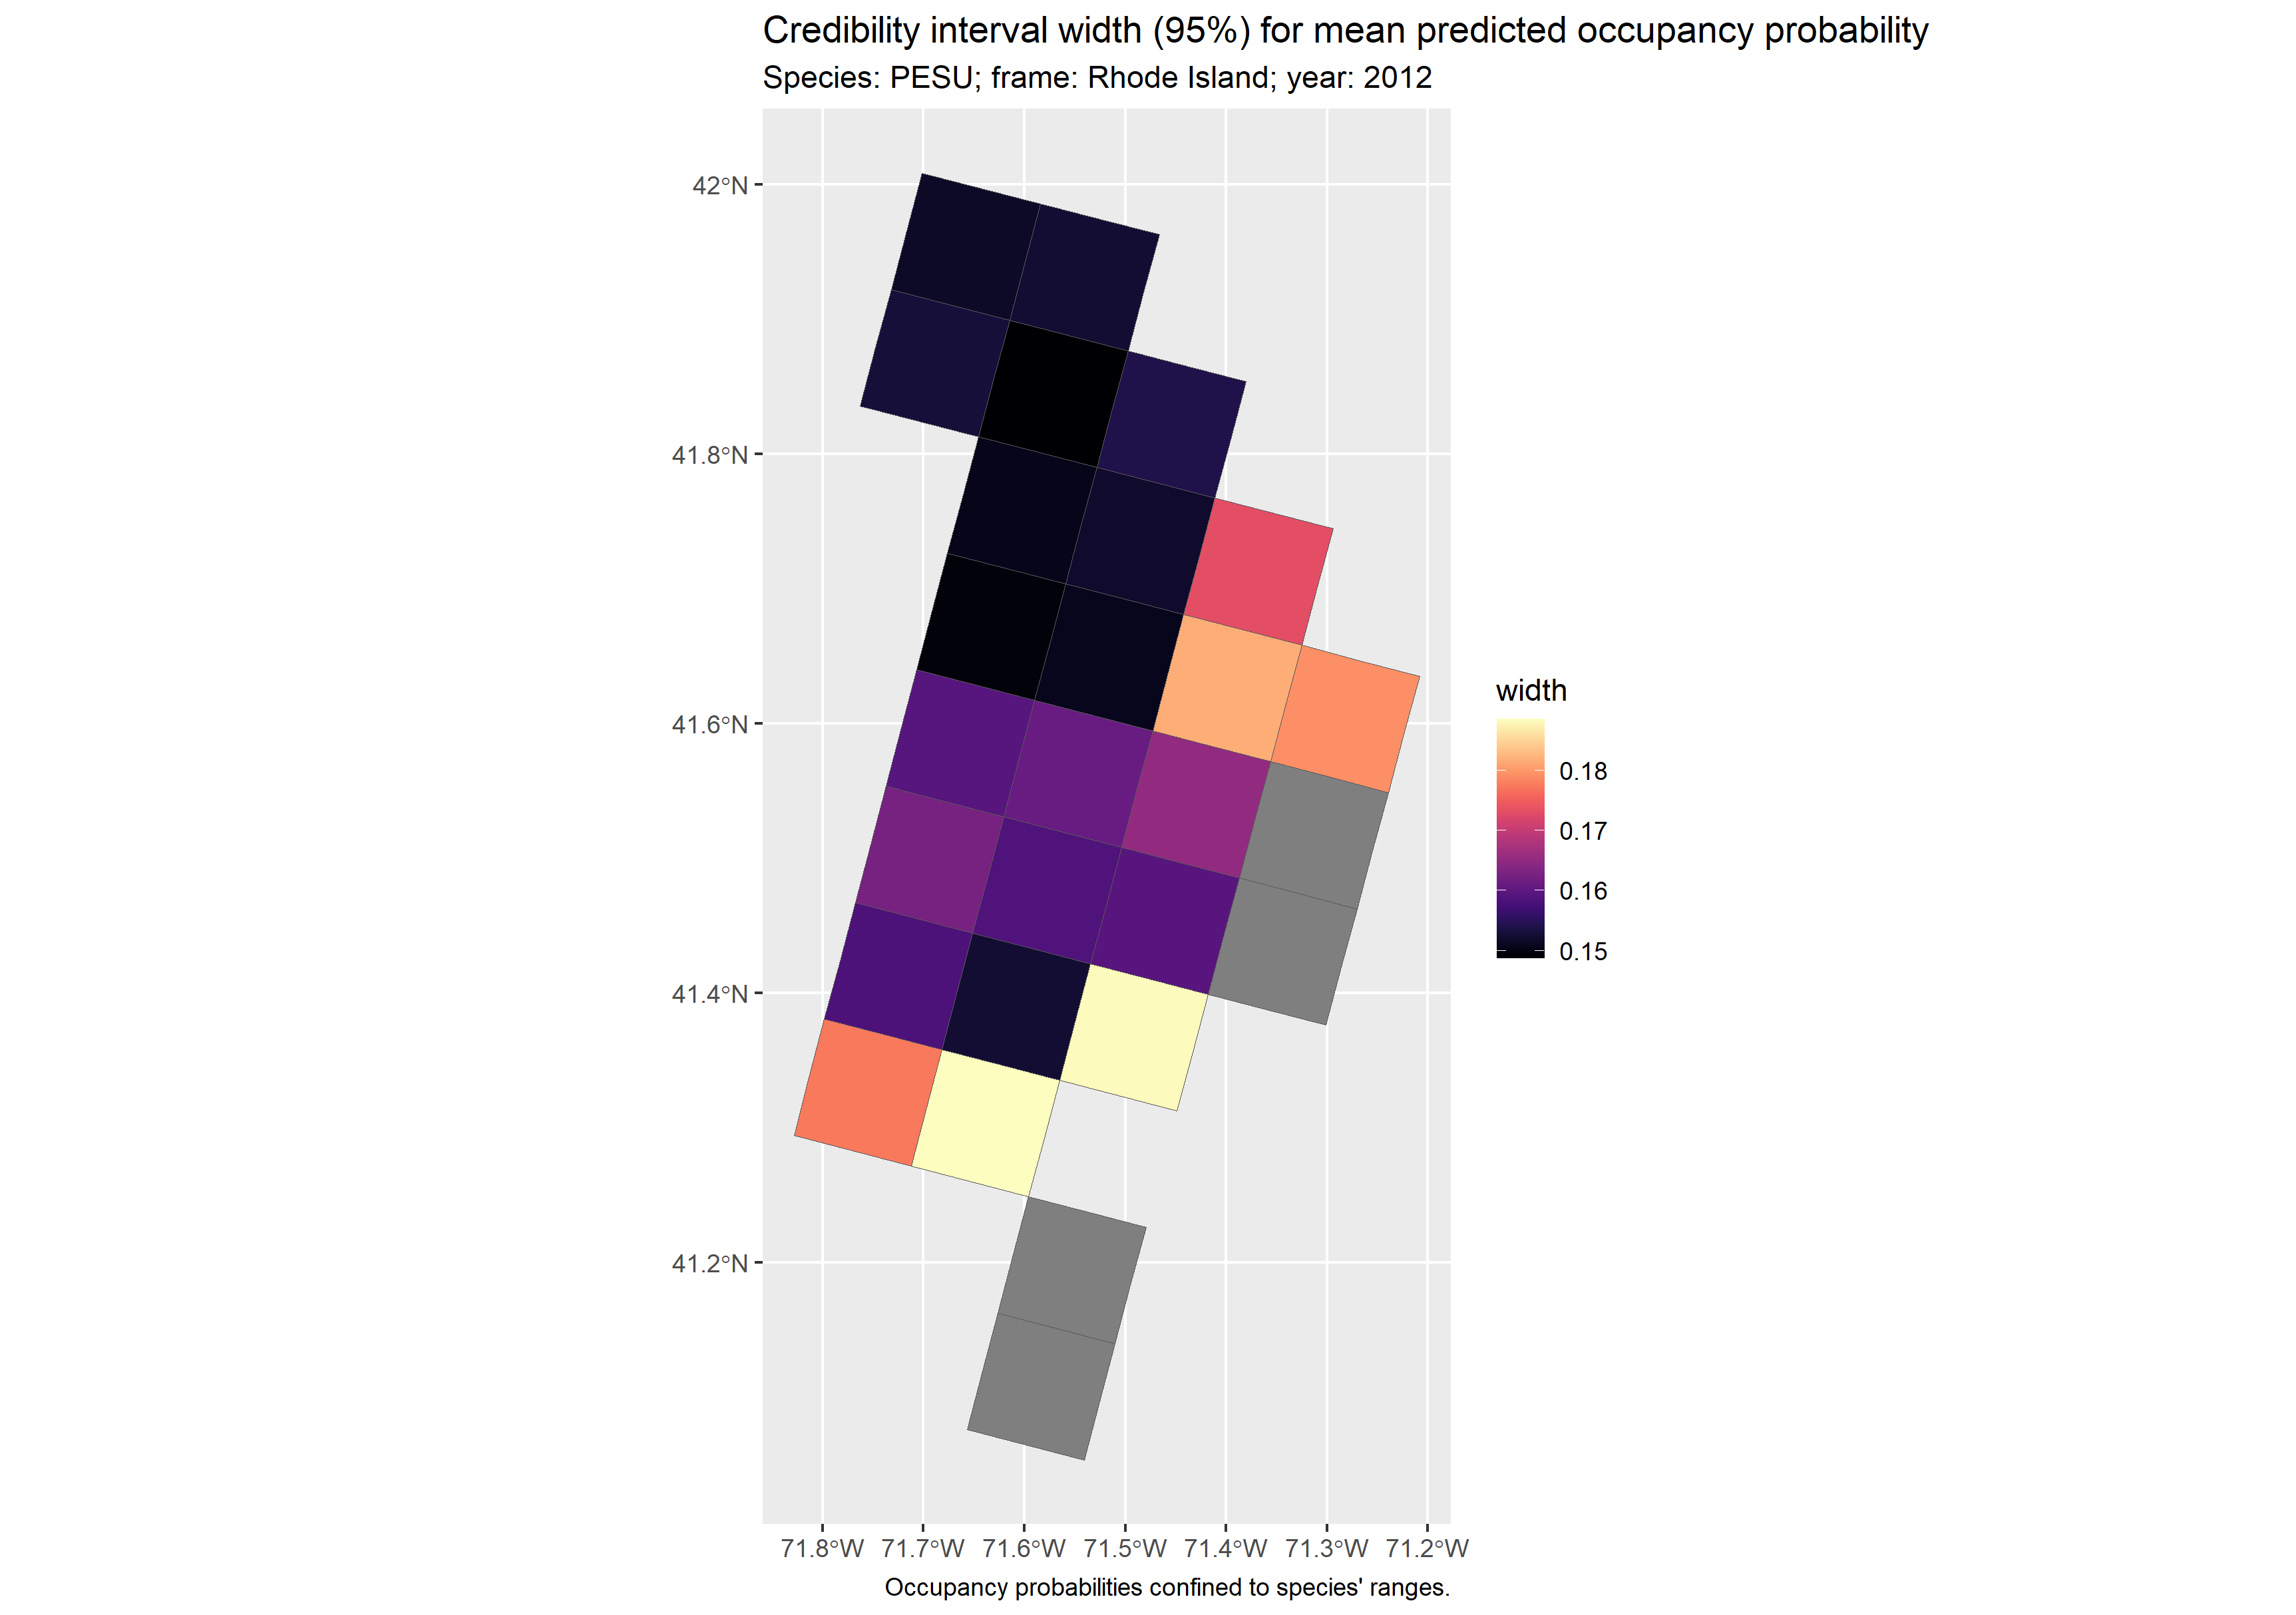 Credibility interval width (95%) for mean predicted occupancy probability
Species: PESU; frame: Rhode Island; year: 2012
42°N
41.8°N
41.6°N
41.4°N
41.2°N
width
0.18
0.17
0.16
0.15
71.8°W 71.7°W 71.6°W 71.5°W 71.4°W 71.3°W 71.2°W
Occupancy probabilities confined to species' ranges.